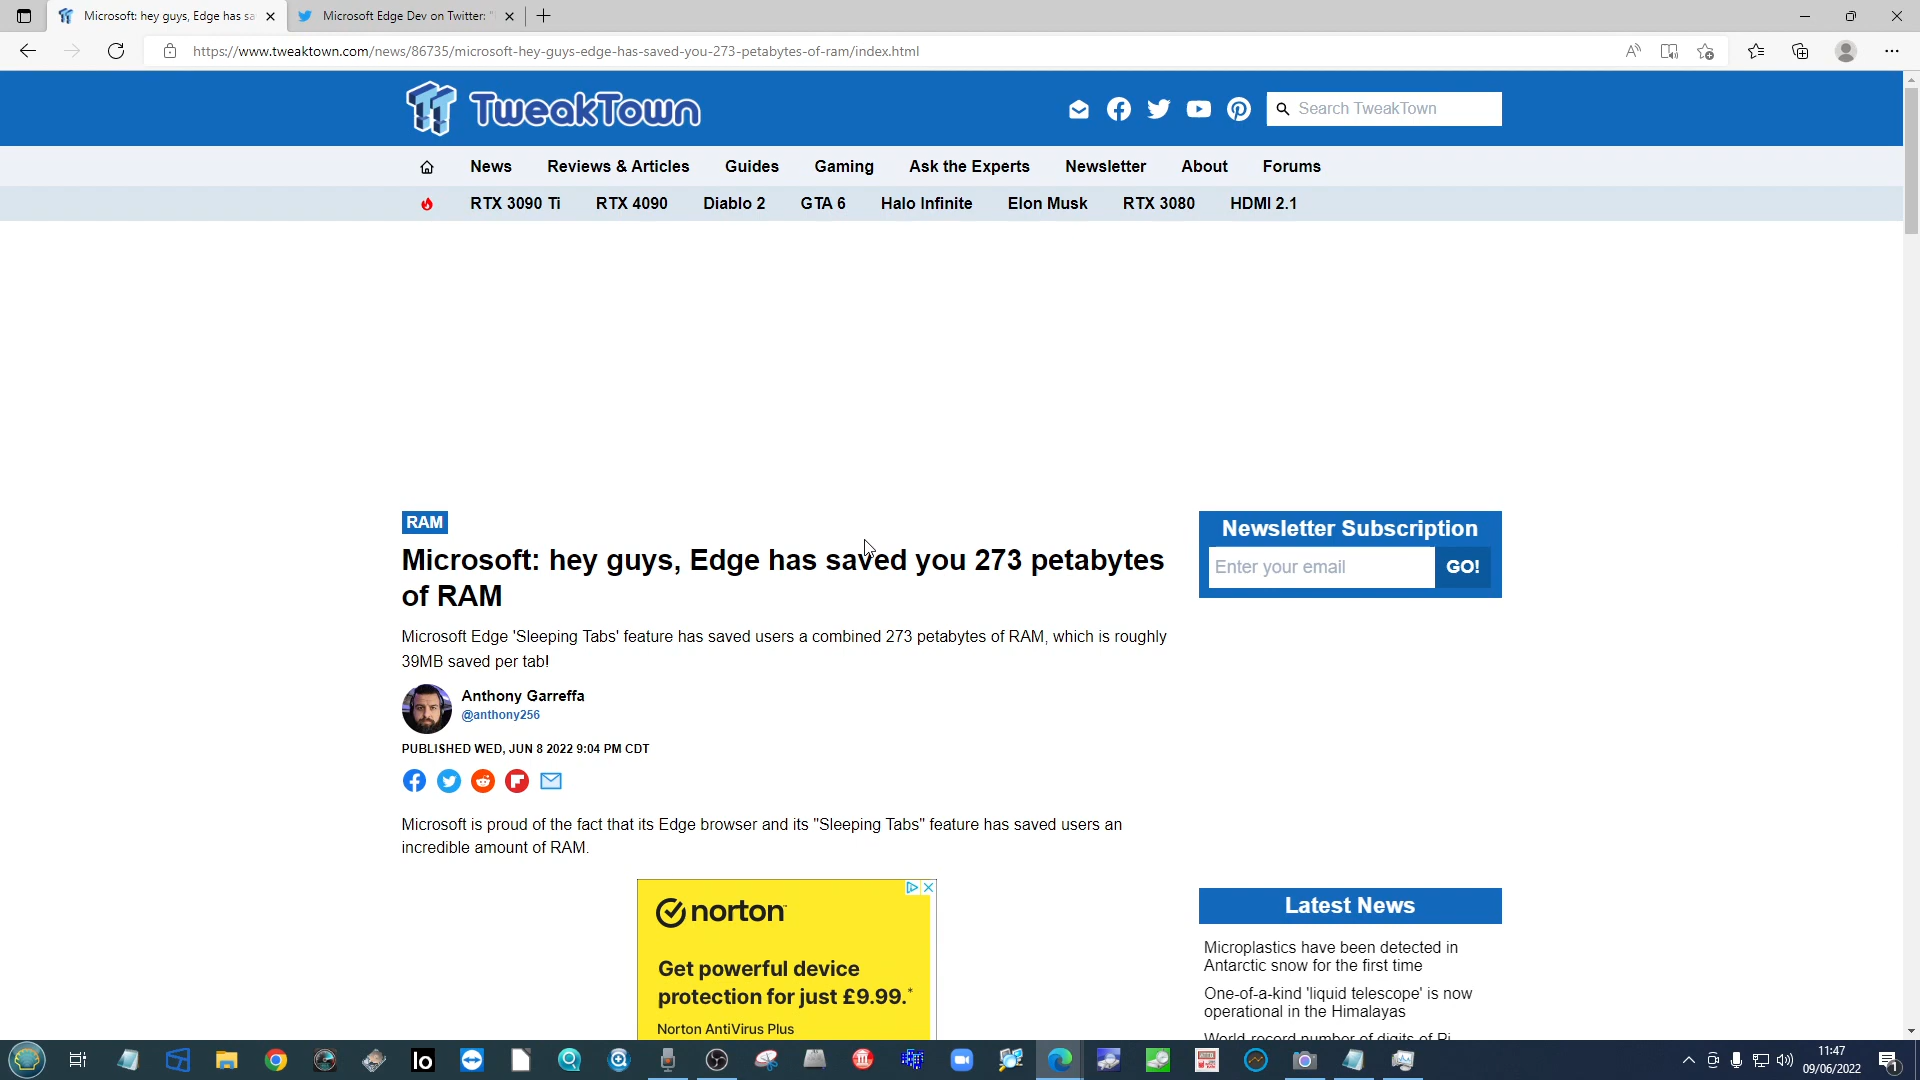 Microsoft: hey guys, Edge has sa
Microsoft Edge Dev on Twitter: "
https://www.tweaktown.com/news/86735/microsoft-hey-guys-edge-has-saved-you-273-petabytes-of-ram/index.html
TweakTown
Search TweakTown
News Reviews & Articles Guides Gaming Ask the Experts Newsletter About Forums
RTX 3090 Ti RTX 4090 Diablo 2 GTA 6 Halo Infinite Elon Musk RTX 3080 HDMI 2.1
RAM
Microsoft: hey guys, Edge has saved you 273 petabytes
of RAM
Microsoft Edge 'Sleeping Tabs' feature has saved users a combined 273 petabytes of RAM, which is roughly
39MB saved per tab!
Anthony Garreffa
@anthony256
PUBLISHED WED, JUN 8 2022 9:04 PM CDT
Microsoft is proud of the fact that its Edge browser and its "Sleeping Tabs" feature has saved users an
incredible amount of RAM.
norton
Get powerful device
protection for just £9.99.*
Norton AntiVirus Plus
Newsletter Subscription
Enter your email GO!
Latest News
Microplastics have been detected in
Antarctic snow for the first time
One-of-a-kind 'liquid telescope' is now
operational in the Himalayas
World record number of digits of Pi
Io
11:47
09/06/2022
1